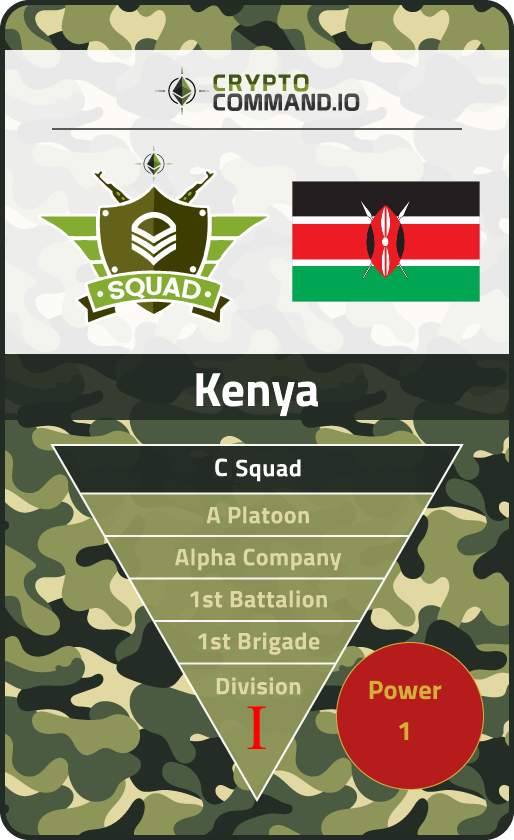 CRYPTO
COMMAND.IO
SQUAD
Kenya
C Squad
A Platoon
Alpha Company
1st Battalion
1st Brigade
Division
I
Power
1